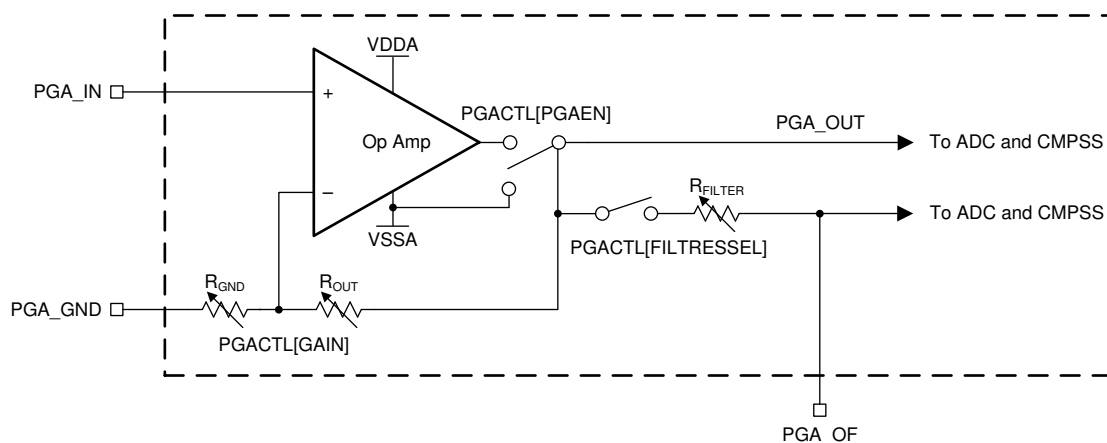 VDDA
PGA_IN
+
PGACTL[PGAEN]
PGA_OUT
Op Amp
To ADC and CMPSS
−
RFILTER
To ADC and CMPSS
VSSA
PGACTL[FILTRESSEL]
RGND
ROUT
PGA_GND
PGACTL[GAIN]
PGA_OF